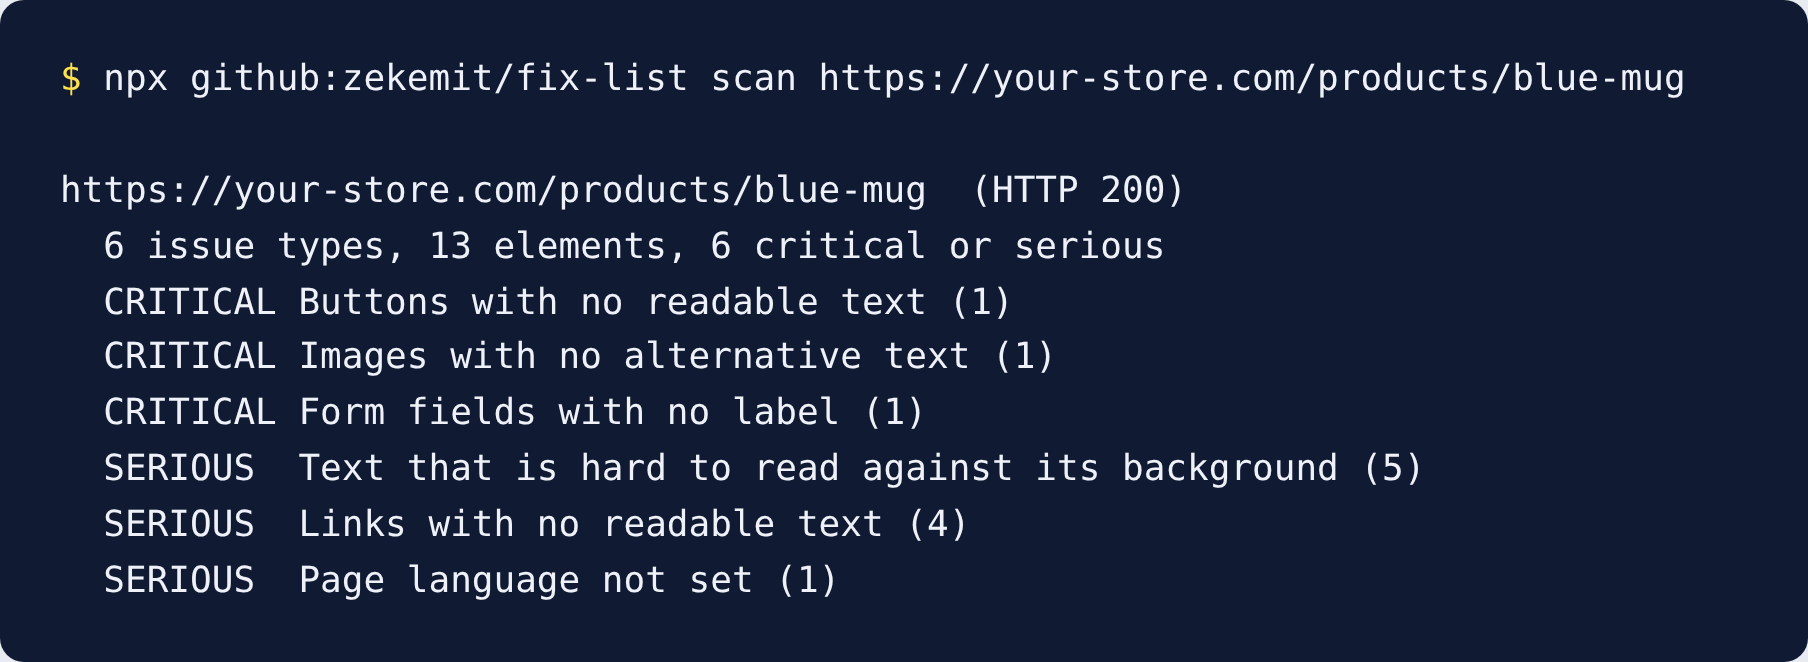 $ npx github:zekemit/fix-list scan https://your-store.com/products/blue-mug
https://your-store.com/products/blue-mug  (HTTP 200)
  6 issue types, 13 elements, 6 critical or serious
  CRITICAL Buttons with no readable text (1)
  CRITICAL Images with no alternative text (1)
  CRITICAL Form fields with no label (1)
  SERIOUS  Text that is hard to read against its background (5)
  SERIOUS  Links with no readable text (4)
  SERIOUS  Page language not set (1)